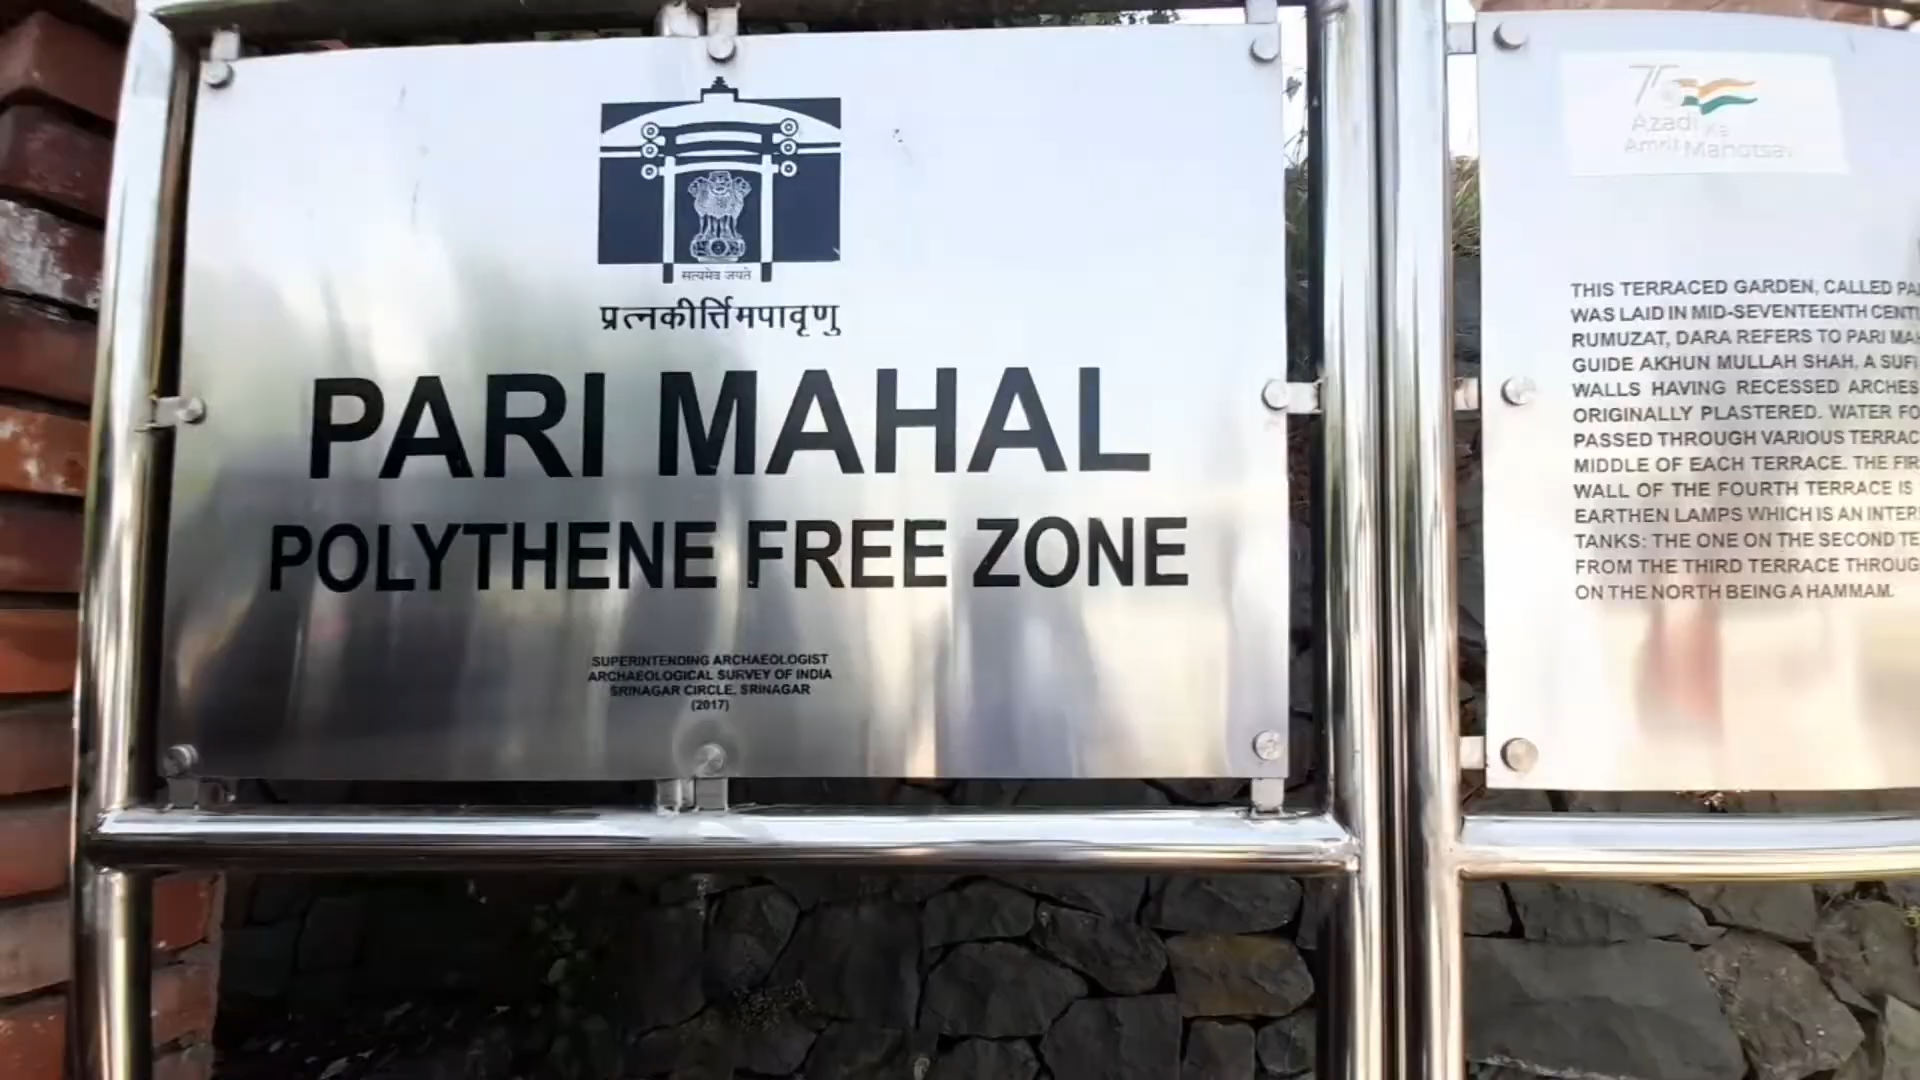 सत्यमेव जयते
प्रत्नकीर्त्तिमपावृणु
PARI MAHAL
POLYTHENE FREE ZONE
SUPERINTENDING ARCHAEOLOGIST
ARCHAEOLOGICAL SURVEY OF INDIA
SRINAGAR CIRCLE, SRINAGAR
(2017)
75
Azadi Ka
Amrit Mahotsav
THIS TERRACED GARDEN, CALLED
WAS LAID IN MID-SEVENTEENTH
RUMUZAT, DARA REFERS TO PARI
GUIDE AKHUN MULLAH SHAH, A SUFI
WALLS HAVING RECESSED ARCHES
ORIGINALLY PLASTERED. WATER
PASSED THROUGH VARIOUS
MIDDLE OF EACH TERRACE. THE
WALL OF THE FOURTH TERRACE IS
EARTHEN LAMPS WHICH IS AN
TANKS: THE ONE ON THE SECOND
FROM THE THIRD TERRACE
ON THE NORTH BEING A HAMMAM.